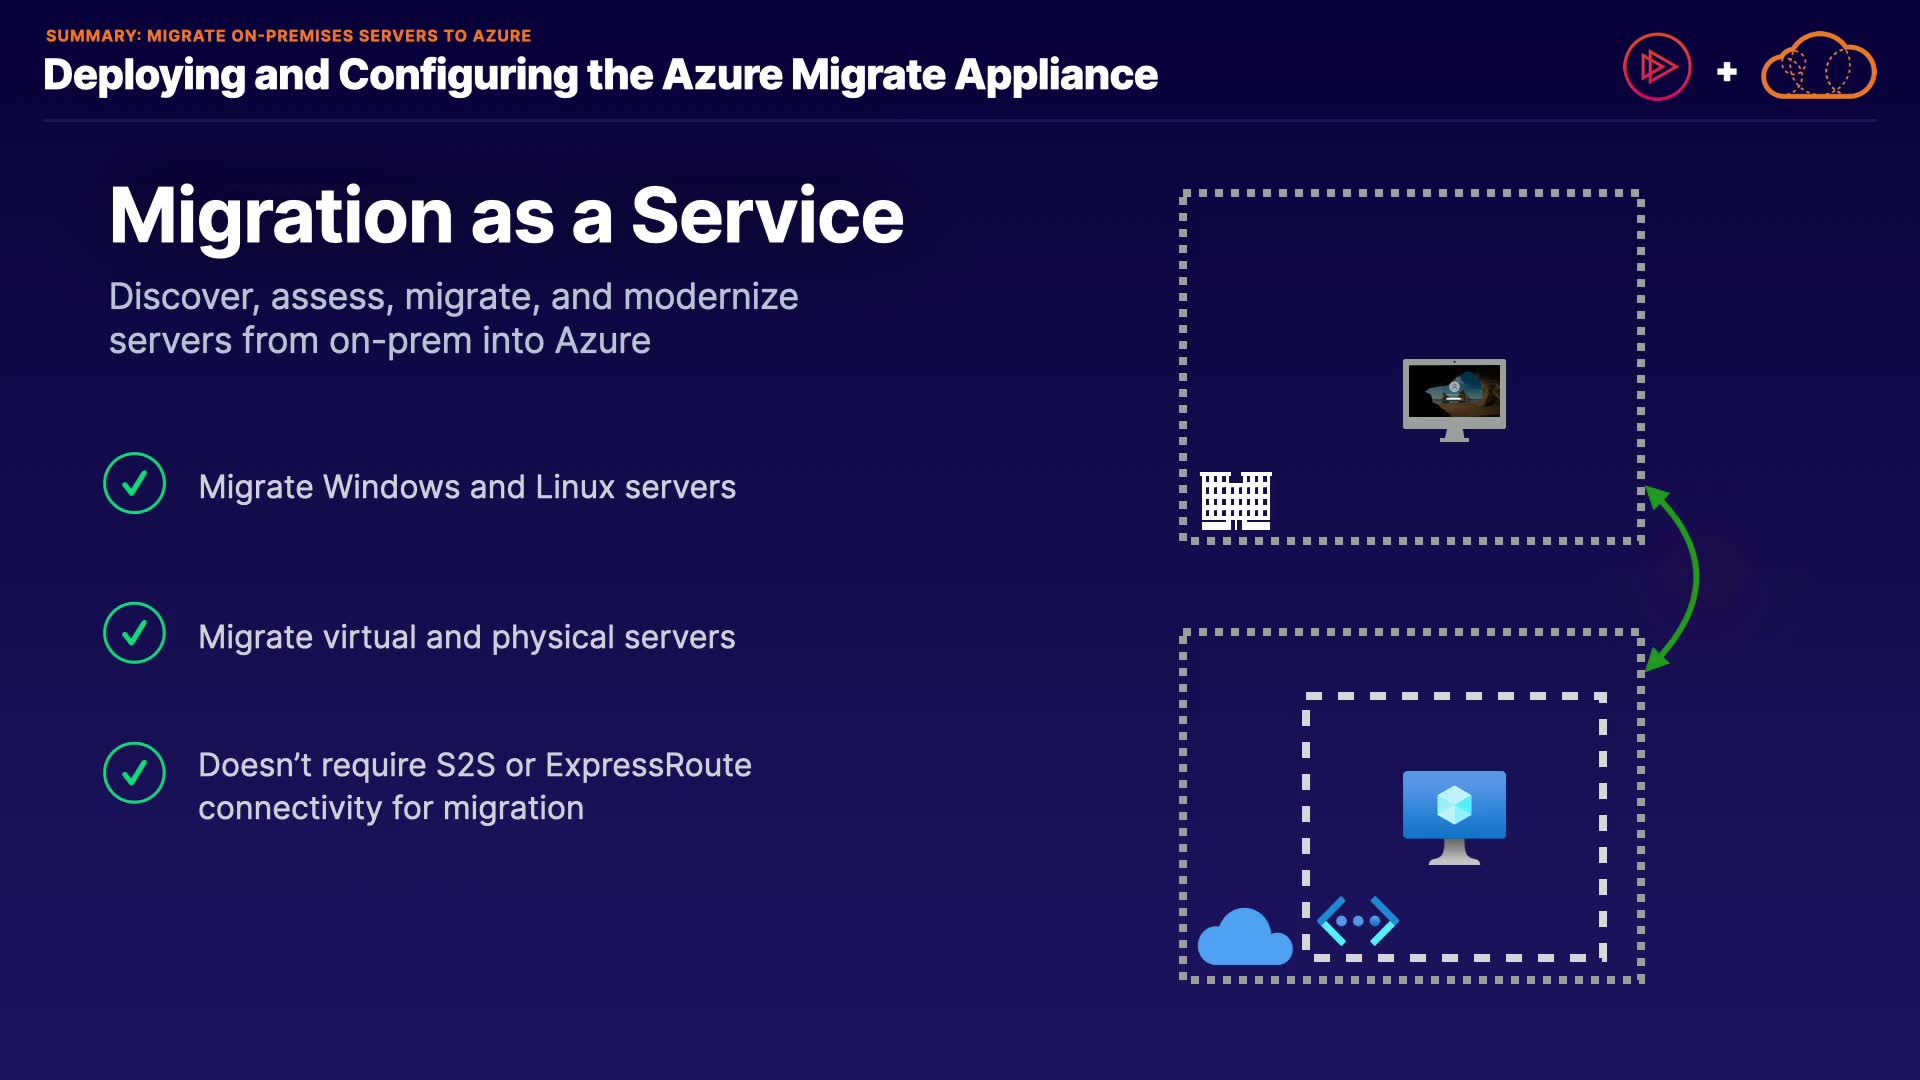 SUMMARY: MIGRATE ON-PREMISES SERVERS TO AZURE
Deploying and Configuring the Azure Migrate Appliance
Migration as a Service
Discover, assess, migrate, and modernize
servers from on-prem into Azure
Migrate Windows and Linux servers
Migrate virtual and physical servers
Doesn’t require S2S or ExpressRoute
connectivity for migration